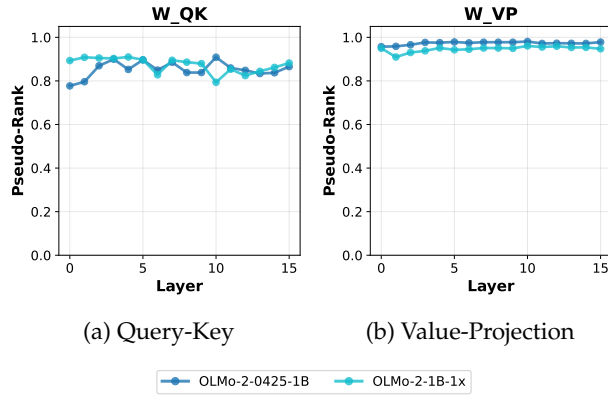 W_QK
W_VP
1.0
0.8
0.6
0.4
0.2
0.0
Pseudo-Rank
0
5
10
15
Layer
1.0
0.8
0.6
0.4
0.2
0.0
Pseudo-Rank
0
5
10
15
Layer
(a) Query-Key
(b) Value-Projection
OLMo-2-0425-1B
OLMo-2-1B-1x